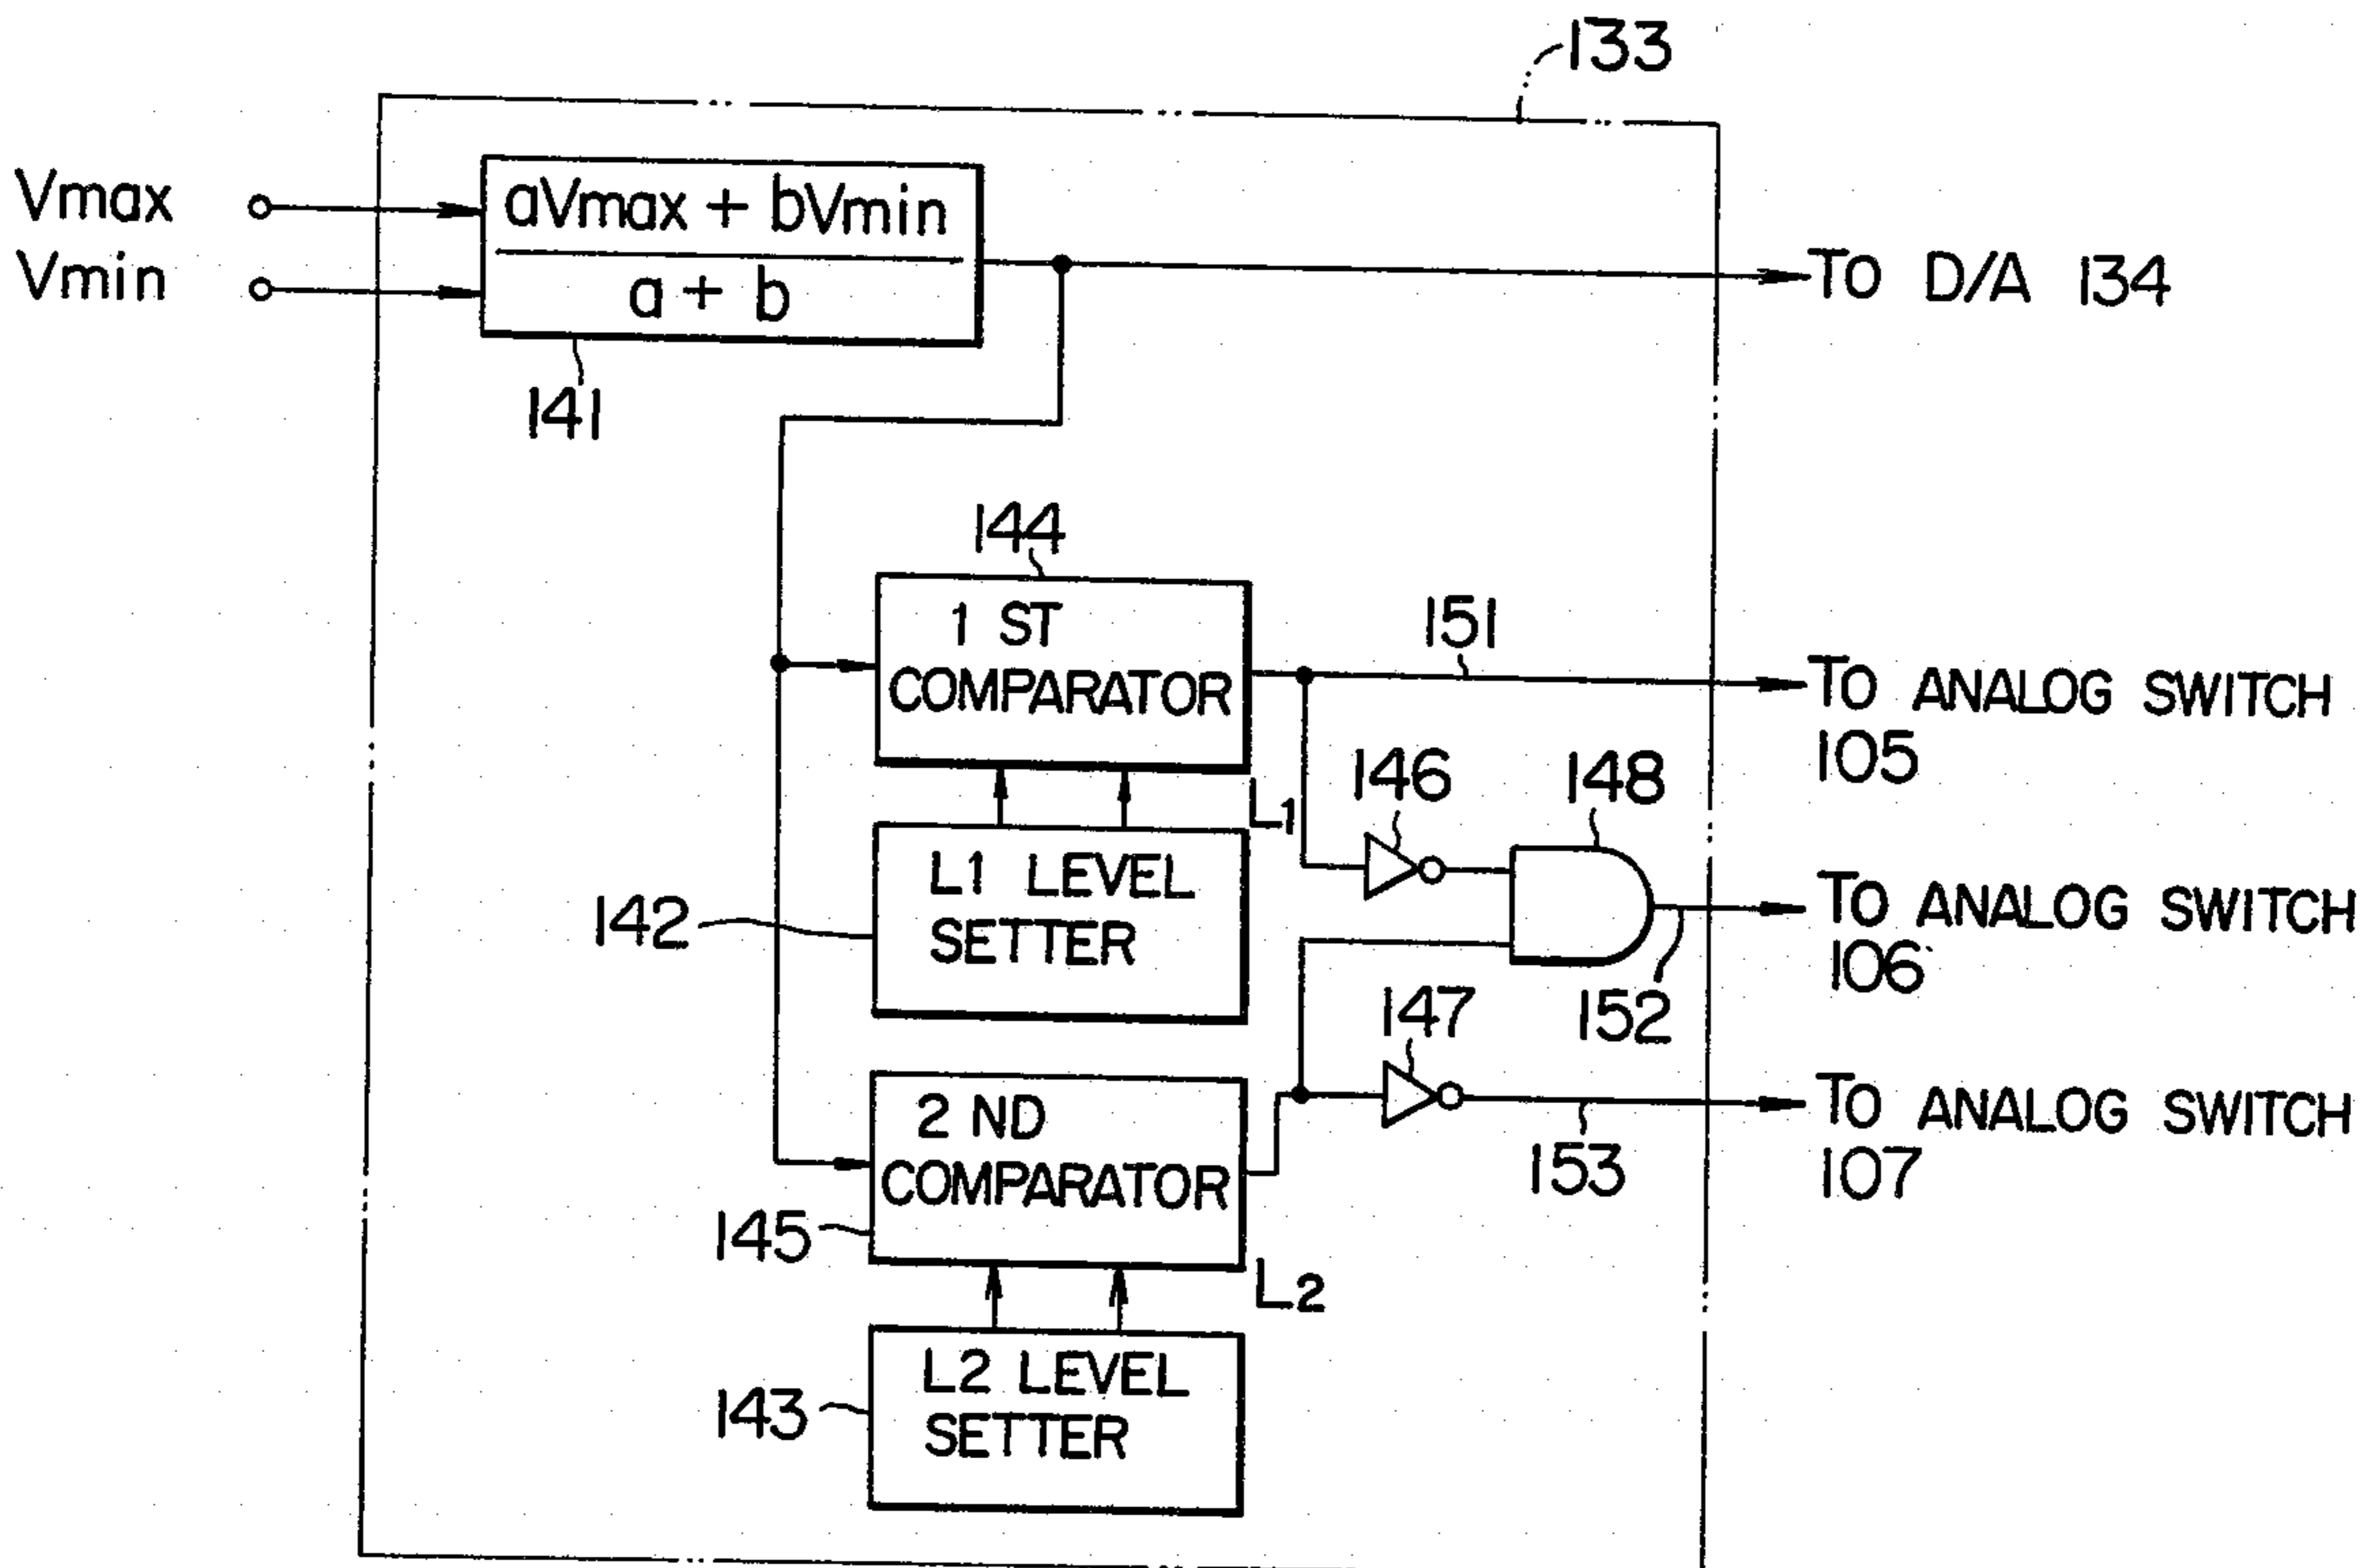 133
Vmax
aVmax + bVmin
Vmin
a + b
TO D/A 134
141
144
1 ST
COMPARATOR
151
TO ANALOG SWITCH
105
L1
146
148
L1 LEVEL
SETTER
142
TO ANALOG SWITCH
106
152
147
2 ND
COMPARATOR
TO ANALOG SWITCH
107
153
145
L2
L2 LEVEL
SETTER
143